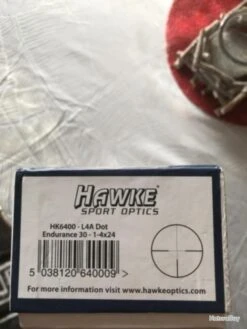 HAWKE
SPORT OPTICS
HK6400 - L4A Dot
Endurance 30 - 1-4x24
5 038120 640009 >
For more information visit www.hawkeoptics.com
NaturaBuy